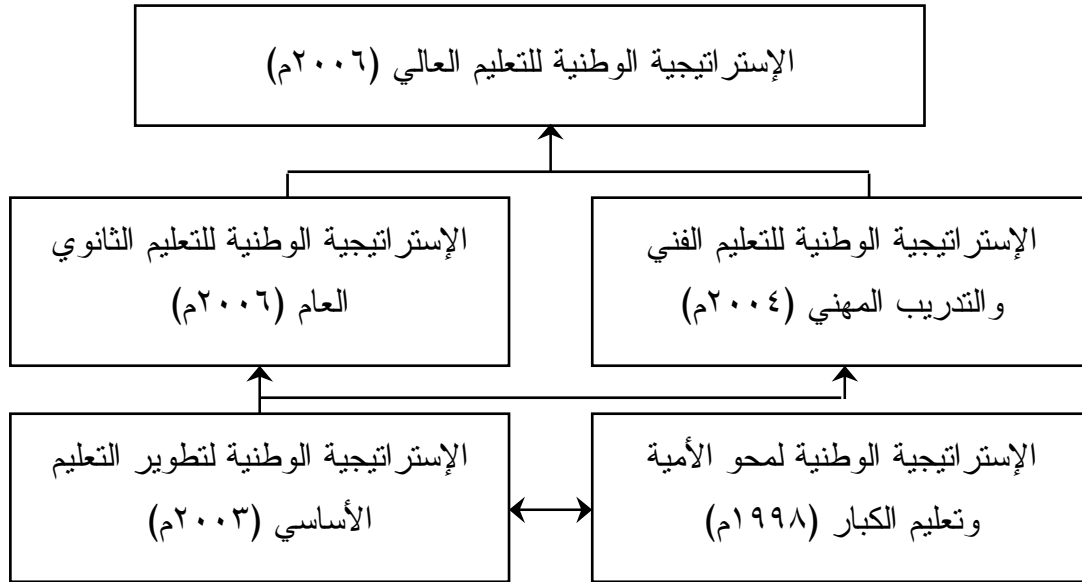 الإستراتيجية الوطنية للتعليم العالي (٢٠٠٦م)
الإستراتيجية الوطنية للتعليم الفني
والتدريب المهني (٢٠٠٤م)
الإستراتيجية الوطنية للتعليم الثانوي
العام (٢٠٠٦م)
الإستراتيجية الوطنية لمحو الأمية
وتعليم الكبار (١٩٩٨م)
الإستراتيجية الوطنية لتطوير التعليم
الأساسي (٢٠٠٣م)